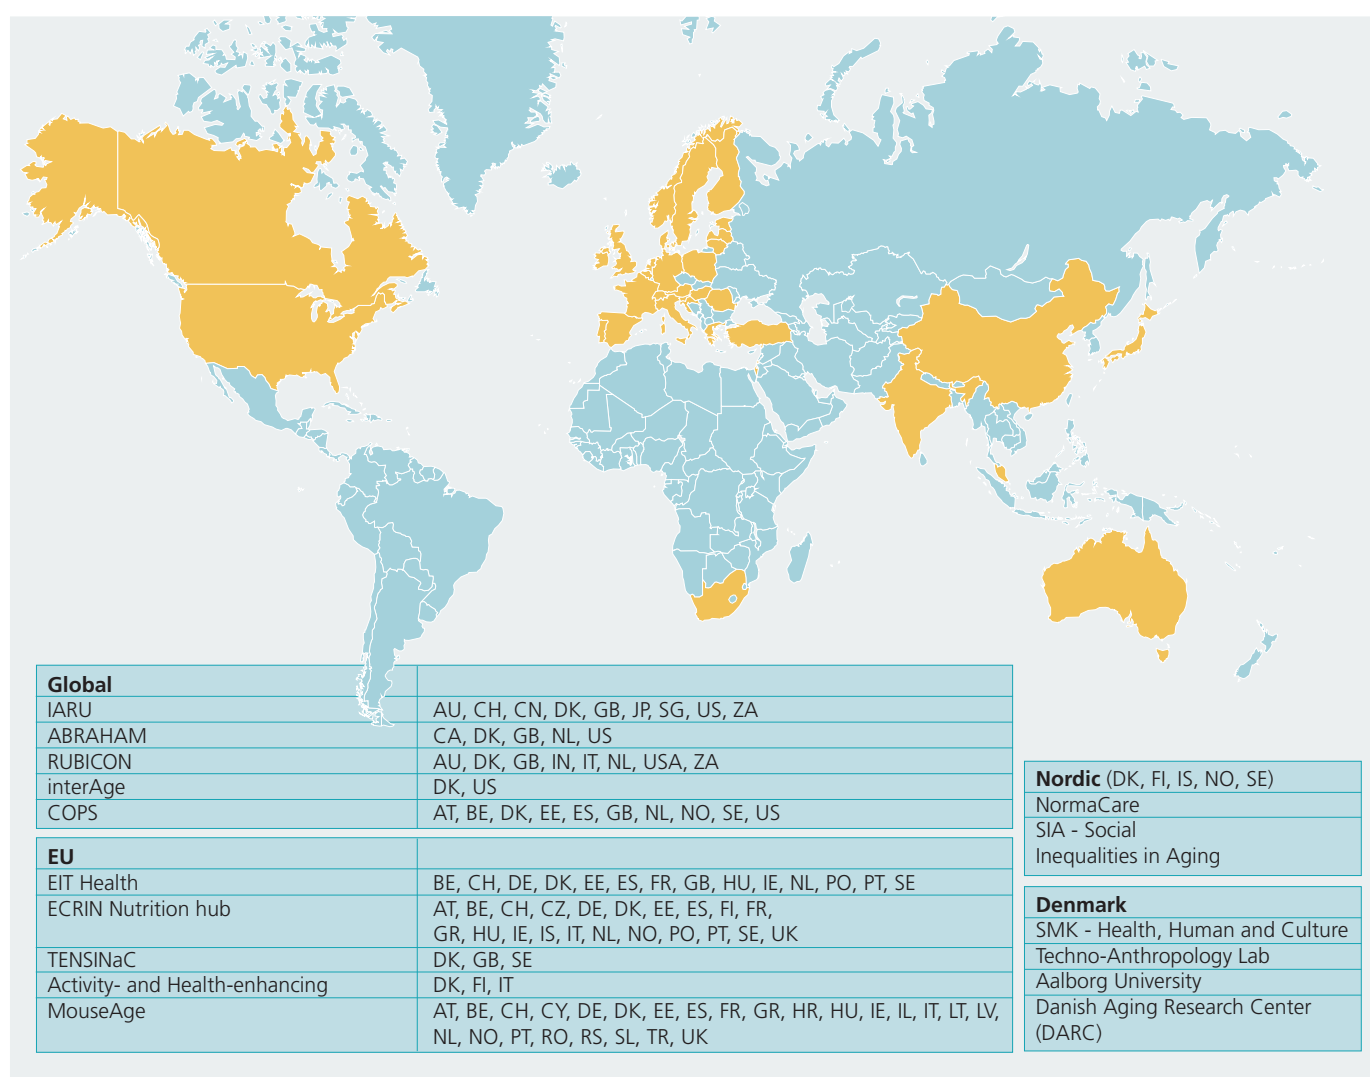 Global
IARU AU, CH, CN, DK, GB, JP, SG, US, ZA
ABRAHAM CA, DK, GB, NL, US
RUBICON AU, DK, GB, IN, IT, NL, USA, ZA
interAge DK, US
COPS AT, BE, DK, EE, ES, GB, NL, NO, SE, US
EU
EIT Health BE, CH, DE, DK, EE, ES, FR, GB, HU, IE, NL, PO, PT, SE
ECRIN Nutrition hub AT, BE, CH, CZ, DE, DK, EE, ES, FI, FR,
GR, HU, IE, IS, IT, NL, NO, PO, PT, SE, UK
TENSINaC DK, GB, SE
Activity- and Health-enhancing DK, FI, IT
MouseAge AT, BE, CH, CY, DE, DK, EE, ES, FR, GR, HR, HU, IE, IL, IT, LT, LV,
NL, NO, PT, RO, RS, SL, TR, UK
Nordic (DK, FI, IS, NO, SE)
NormaCare
SIA - Social
Inequalities in Aging
Denmark
SMK - Health, Human and Culture
Techno-Anthropology Lab
Aalborg University
Danish Aging Research Center
(DARC)